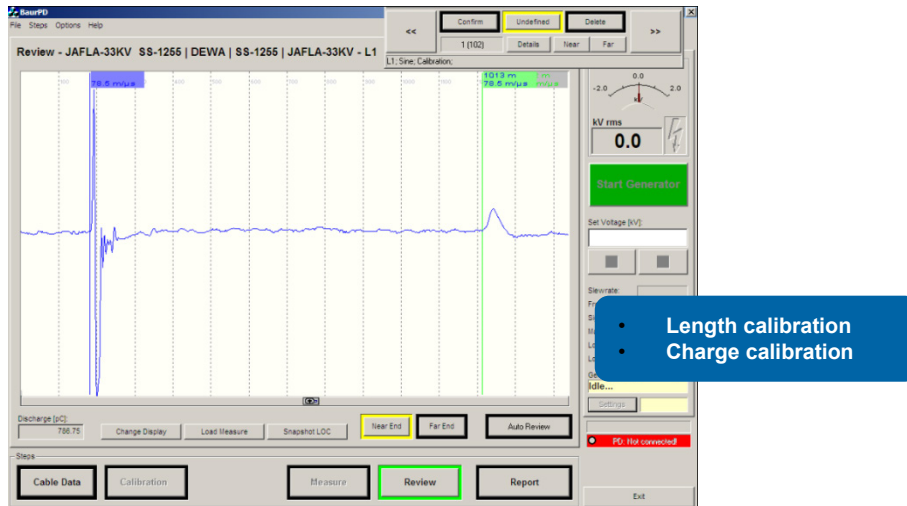 BaurPD
File Steps Options Help
Review - JAFLA-33KV SS-1255 | DEWA | SS-1255 | JAFLA-33KV - L1
<<
Confirm
Undefined
Delete
>>
1 (102)
Details
Near
Far
L1; Sine; Calibration;
78.5 m/µs
1013 m
78.5 m/µs
0.0
-2.0
2.0
kV
kV rms
0.0
Start Generator
Set Voltage [kV]:
Slewrate:
• Length calibration
• Charge calibration
Idle...
Settings
Discharge [pC]:
786.75
Change Display
Load Measure
Snapshot LOC
Near End
Far End
Auto Review
PD: Not connected!
Steps
Cable Data
Calibration
Measure
Review
Report
Exit